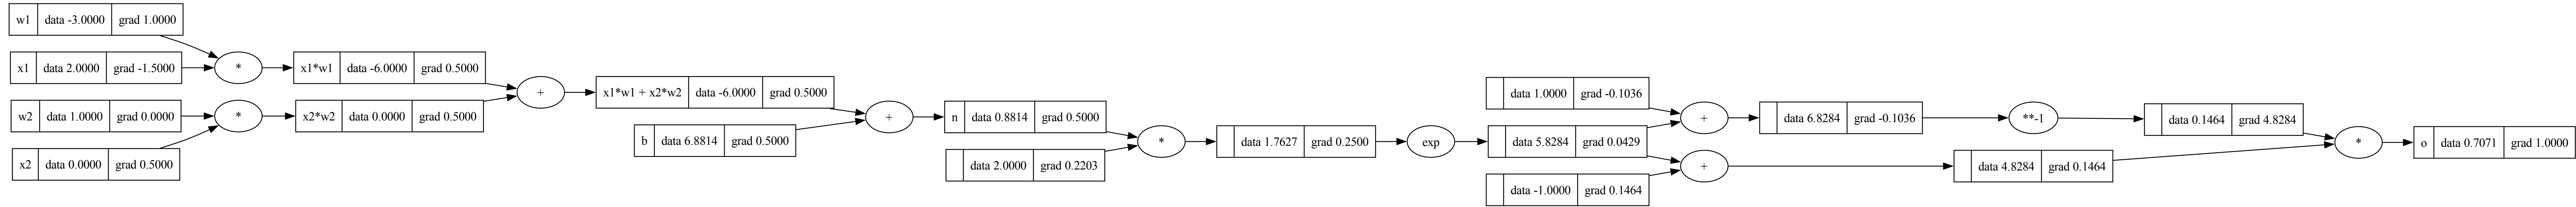 w1 data -3.0000 grad 1.0000
x1 data 2.0000 grad -1.5000
*
x1*w1 data -6.0000 grad 0.5000
w2 data 1.0000 grad 0.0000
x2 data 0.0000 grad 0.5000
*
x2*w2 data 0.0000 grad 0.5000
+
x1*w1 + x2*w2 data -6.0000 grad 0.5000
b data 6.8814 grad 0.5000
+
n data 0.8814 grad 0.5000
data 2.0000 grad 0.2203
*
data 1.7627 grad 0.2500
exp
data 1.0000 grad -0.1036
data 5.8284 grad 0.0429
data -1.0000 grad 0.1464
+
+
data 6.8284 grad -0.1036
**-1
data 0.1464 grad 4.8284
data 4.8284 grad 0.1464
*
o data 0.7071 grad 1.0000